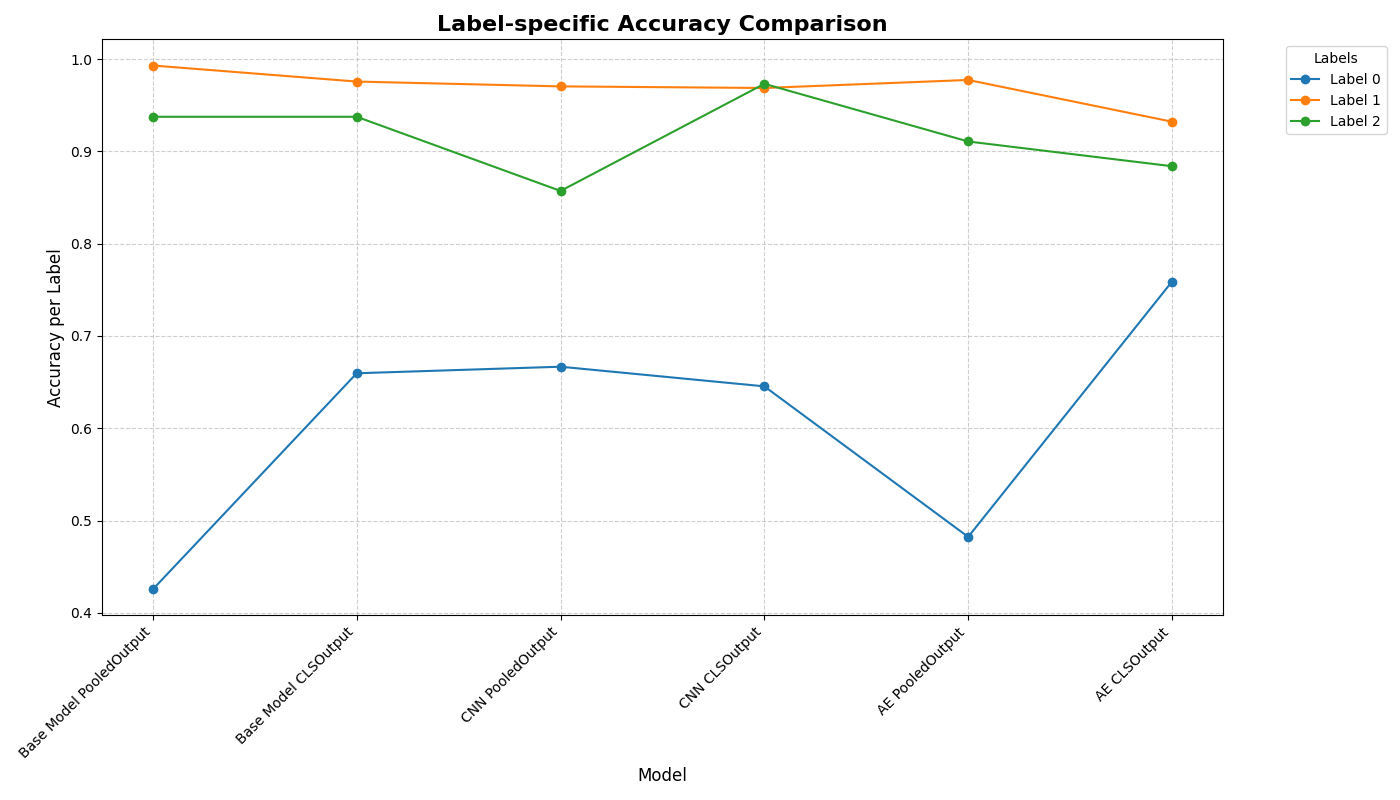 Label-specific Accuracy Comparison
Labels
Label 0
Label 1
Label 2
Accuracy per Label
1.0
0.9
0.8
0.7
0.6
0.5
0.4
Base Model PooledOutput
Base Model CLSOutput
CNN PooledOutput
CNN CLSOutput
AE PooledOutput
AE CLSOutput
Model